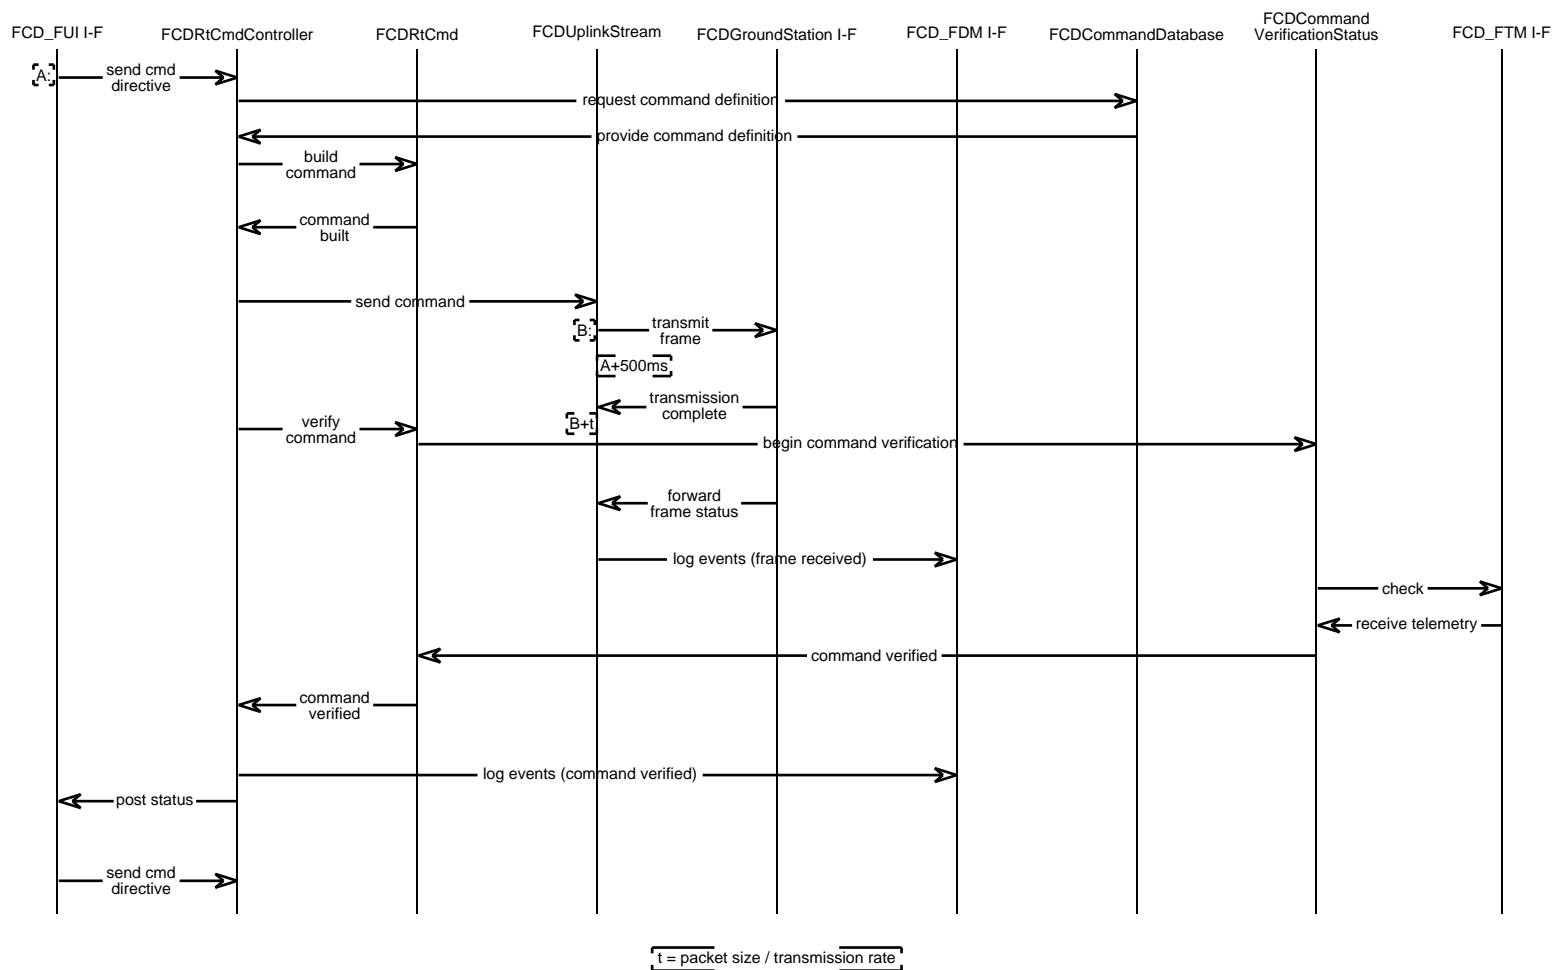 FCD_FUI I-F
FCDRtCmdController
FCDRtCmd
FCDUplinkStream
FCDGroundStation I-F
FCD_FDM I-F
FCDCommandDatabase
FCDCommand
VerificationStatus
FCD_FTM I-F
A:
send cmd
directive
request command definition
provide command definition
build
command
command
built
send command
B:
transmit
frame
A+500ms
transmission
complete
B+t
verify
command
begin command verification
forward
frame status
log events (frame received)
check
receive telemetry
command verified
command
verified
log events (command verified)
post status
send cmd
directive
t = packet size / transmission rate